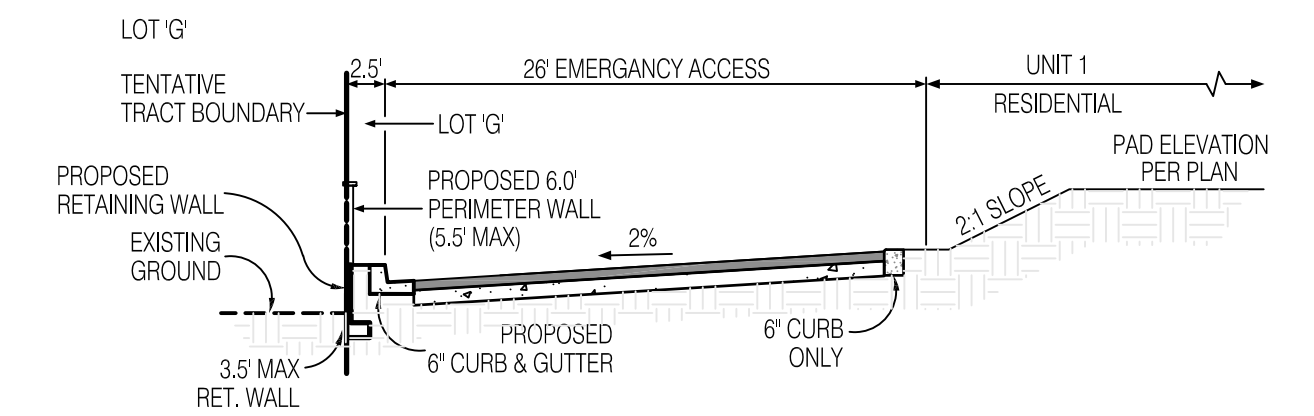 LOT 'G'
TENTATIVE
TRACT BOUNDARY
2.5'
26' EMERGANCY ACCESS
UNIT 1
RESIDENTIAL
LOT 'G'
PAD ELEVATION
PER PLAN
PROPOSED
RETAINING WALL
PROPOSED 6.0'
PERIMETER WALL
(5.5' MAX)
2:1 SLOPE
EXISTING
GROUND
2%
PROPOSED
6" CURB & GUTTER
6" CURB
ONLY
3.5' MAX
RET. WALL